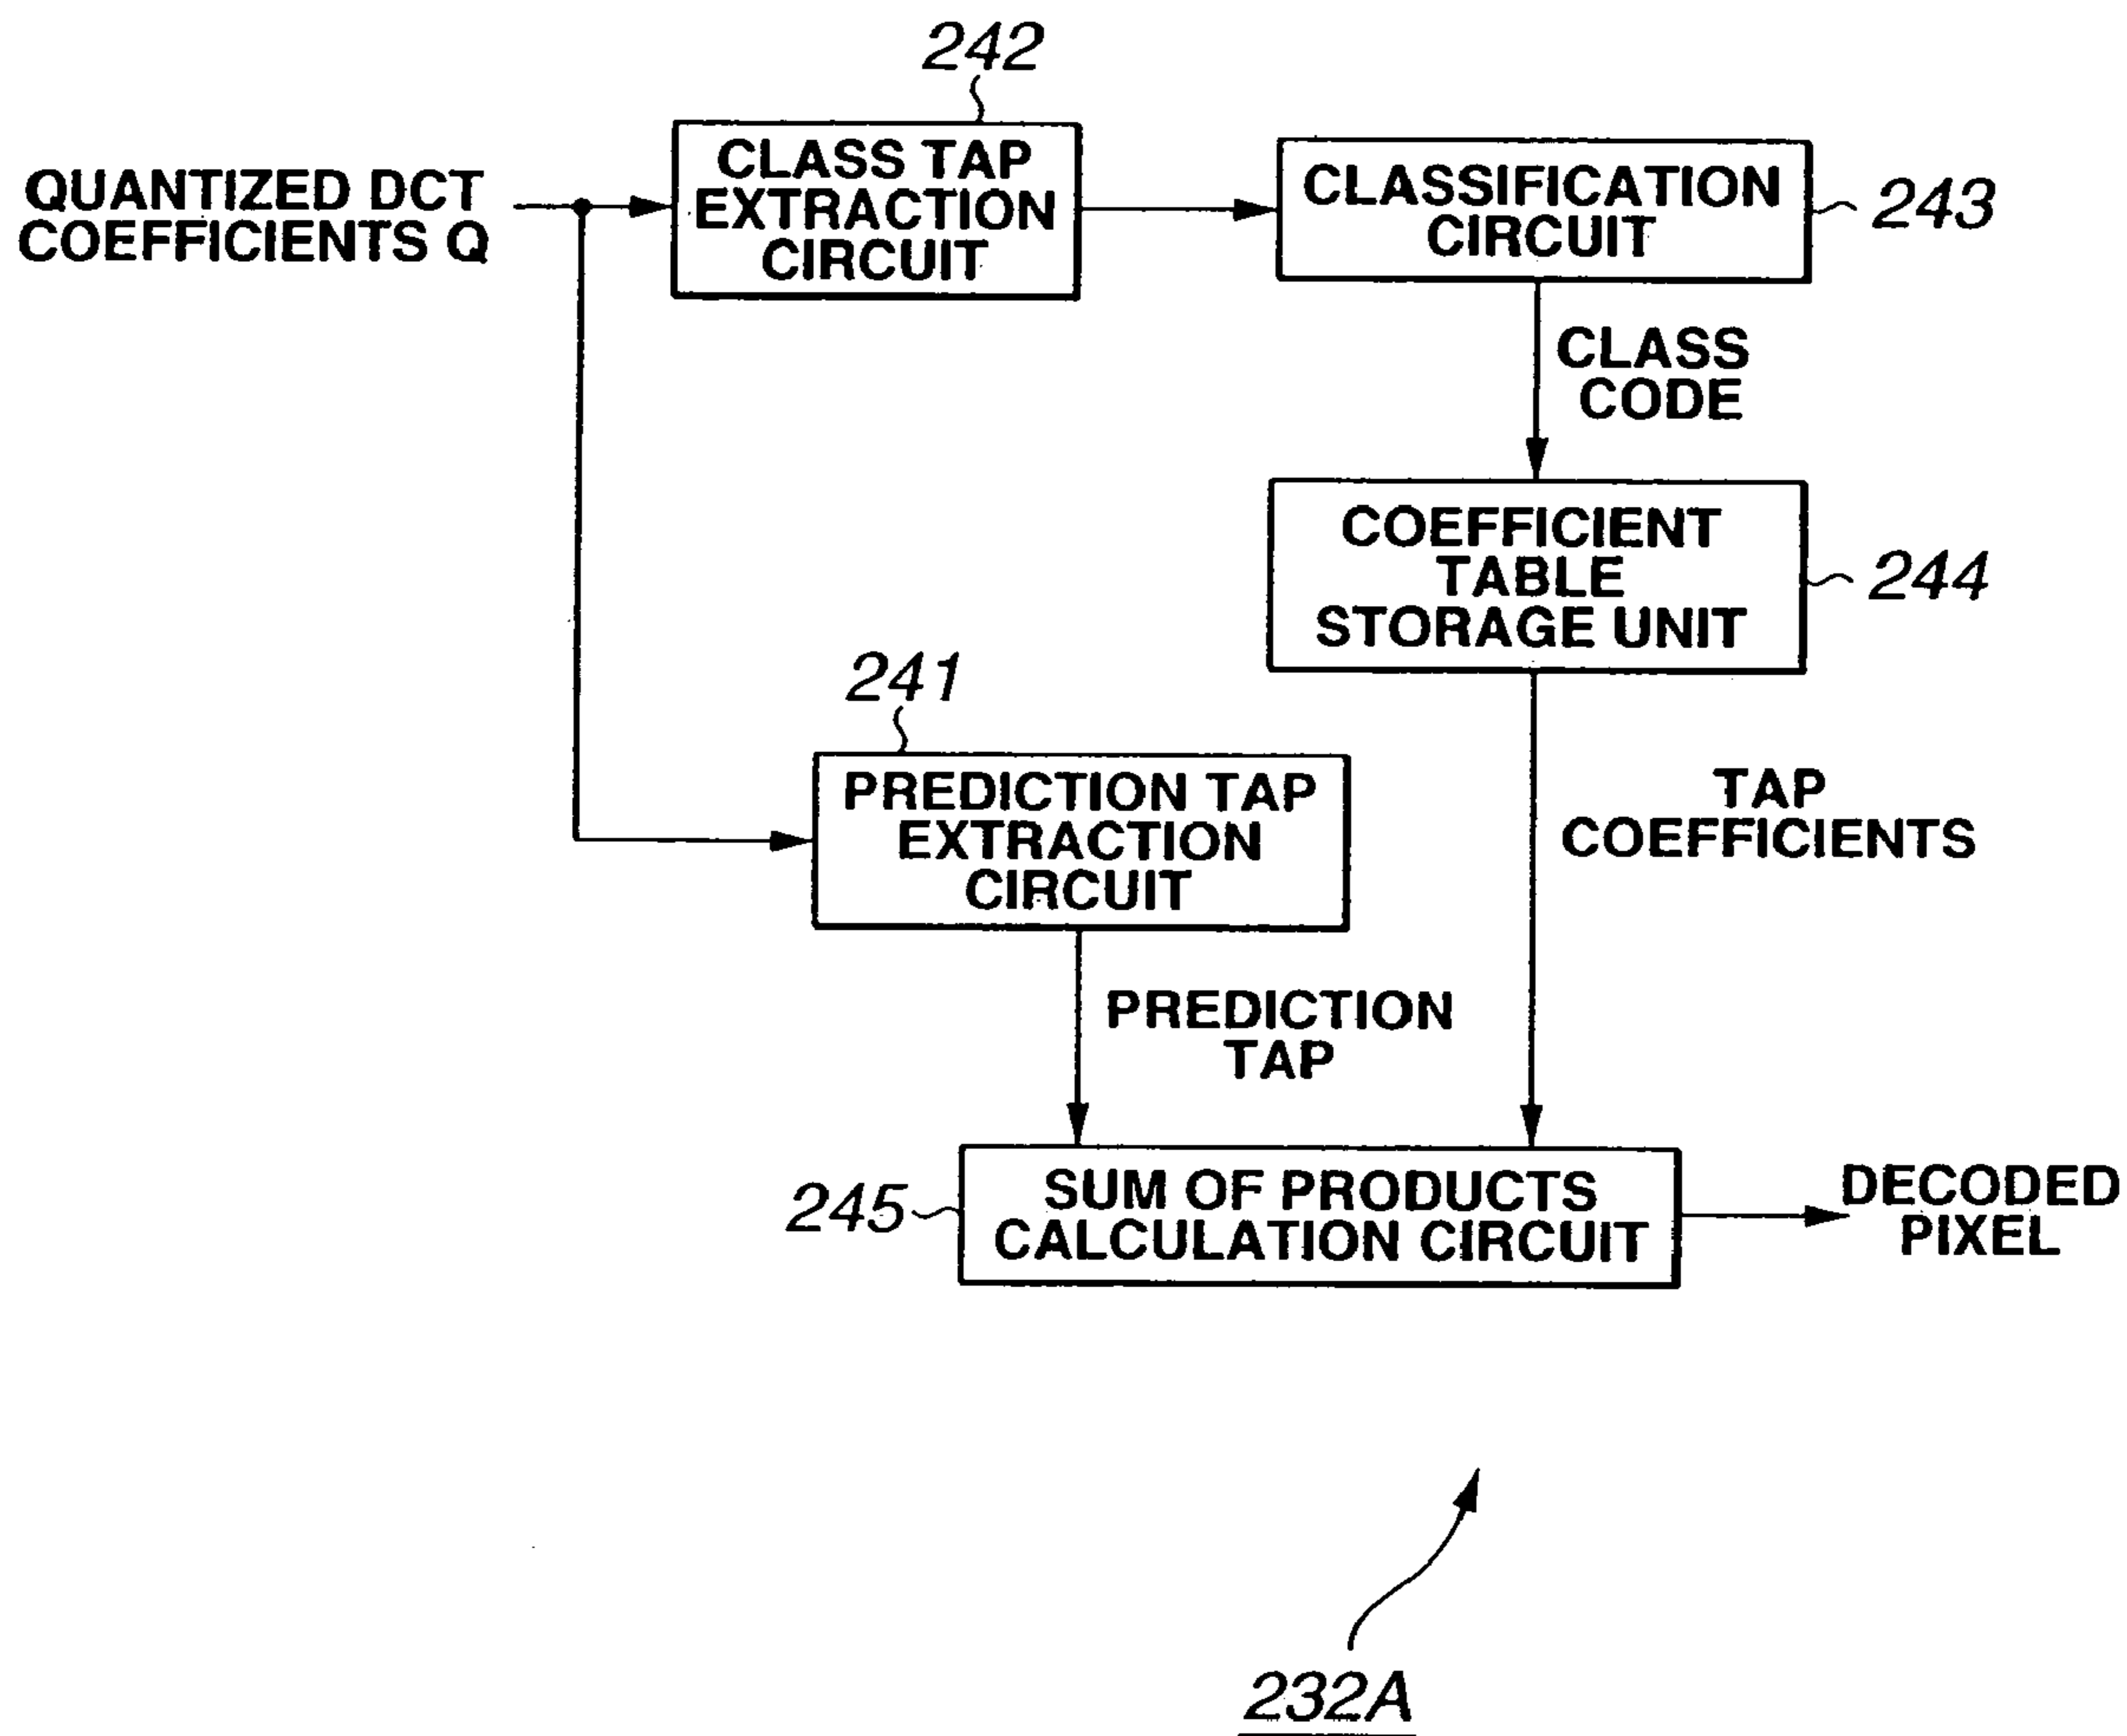 242
QUANTIZED DCT
COEFFICIENTS Q
CLASS TAP
EXTRACTION
CIRCUIT
CLASSIFICATION
CIRCUIT
243
CLASS
CODE
COEFFICIENT
TABLE
STORAGE UNIT
244
241
PREDICTION TAP
EXTRACTION
CIRCUIT
TAP
COEFFICIENTS
PREDICTION
TAP
245
SUM OF PRODUCTS
CALCULATION CIRCUIT
DECODED
PIXEL
232A